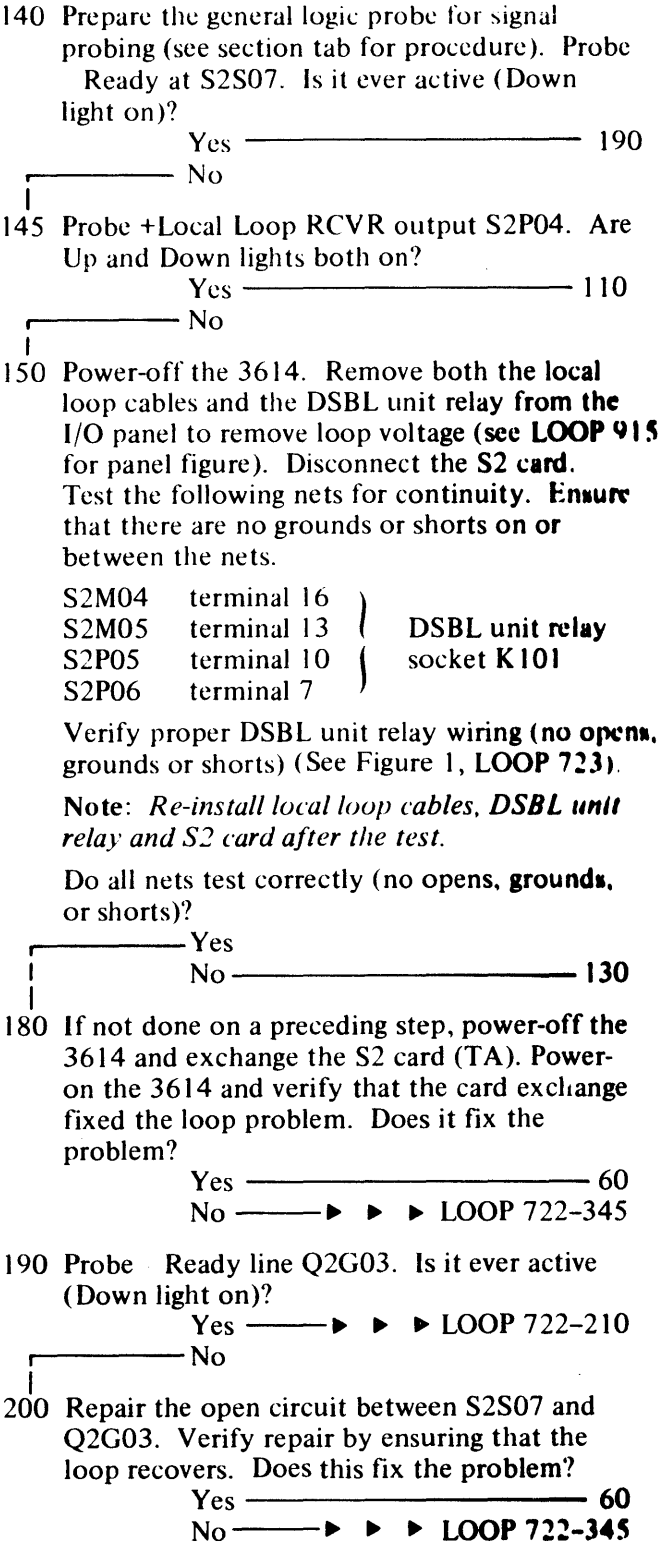 140 Prepare the general logic probe for signal
probing (see section tab for procedure). Probe
Ready at S2S07. Is it ever active (Down
light on)?
Yes 190
No
145 Probe +Local Loop RCVR output S2P04. Are
Up and Down lights both on?
Yes 110
No
150 Power-off the 3614. Remove both the local
loop cables and the DSBL unit relay from the
I/O panel to remove loop voltage (see LOOP 915
for panel figure). Disconnect the S2 card.
Test the following nets for continuity. Ensure
that there are no grounds or shorts on or
between the nets.
S2M04 terminal 16
S2M05 terminal 13 DSBL unit relay
S2P05 terminal 10 socket K101
S2P06 terminal 7
Verify proper DSBL unit relay wiring (no opens,
grounds or shorts) (See Figure 1, LOOP 723).
Note: Re-install local loop cables, DSBL unit
relay and S2 card after the test.
Do all nets test correctly (no opens, grounds,
or shorts)?
Yes
No 130
180 If not done on a preceding step, power-off the
3614 and exchange the S2 card (TA). Power-
on the 3614 and verify that the card exchange
fixed the loop problem. Does it fix the
problem?
Yes 60
No ▶ ▶ ▶ LOOP 722-345
190 Probe Ready line Q2G03. Is it ever active
(Down light on)?
Yes ▶ ▶ ▶ LOOP 722-210
No
200 Repair the open circuit between S2S07 and
Q2G03. Verify repair by ensuring that the
loop recovers. Does this fix the problem?
Yes 60
No ▶ ▶ ▶ LOOP 722-345